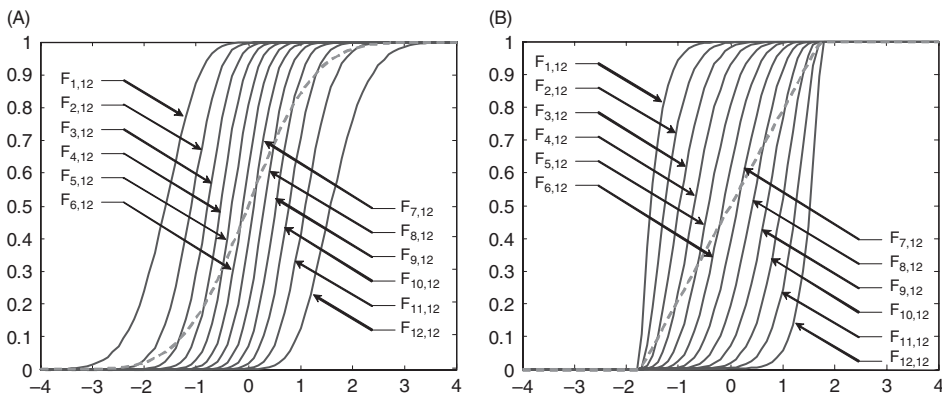 (A)
1
0.9
0.8
0.7
0.6
0.5
0.4
0.3
0.2
0.1
0
−4 −3 −2 −1 0 1 2 3 4
F1,12
F2,12
F3,12
F4,12
F5,12
F6,12
F7,12
F8,12
F9,12
F10,12
F11,12
F12,12
(B)
1
0.9
0.8
0.7
0.6
0.5
0.4
0.3
0.2
0.1
0
−4 −3 −2 −1 0 1 2 3 4
F1,12
F2,12
F3,12
F4,12
F5,12
F6,12
F7,12
F8,12
F9,12
F10,12
F11,12
F12,12